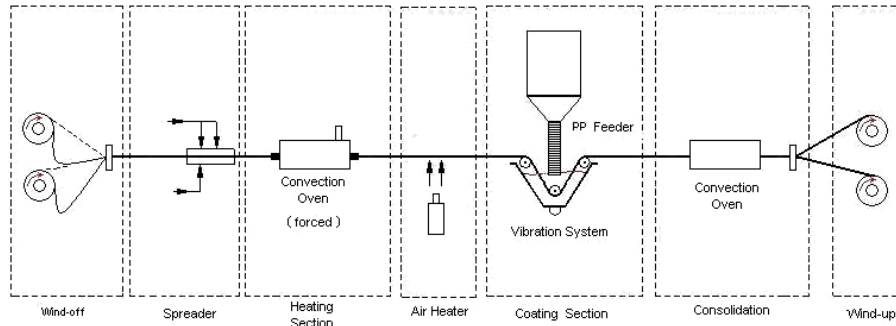 PP Feeder
Convection
Oven
( forced )
Vibration System
Convection
Oven
Wind-off
Spreader
Heating
Section
Air Heater
Coating Section
Consolidation
Wind-up